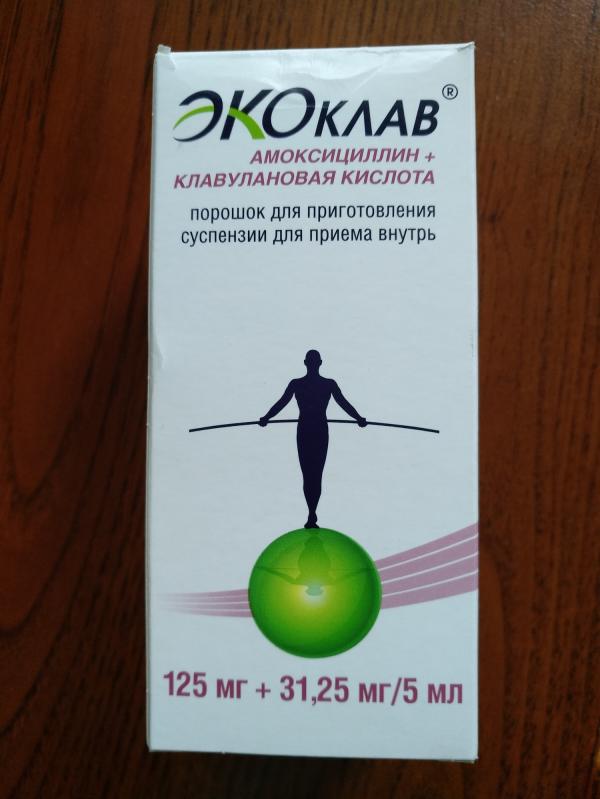 ЭКОКЛАВ®
АМОКСИЦИЛЛИН +
КЛАВУЛАНОВАЯ КИСЛОТА
порошок для приготовления
суспензии для приема внутрь
125 мг + 31,25 мг/5 мл